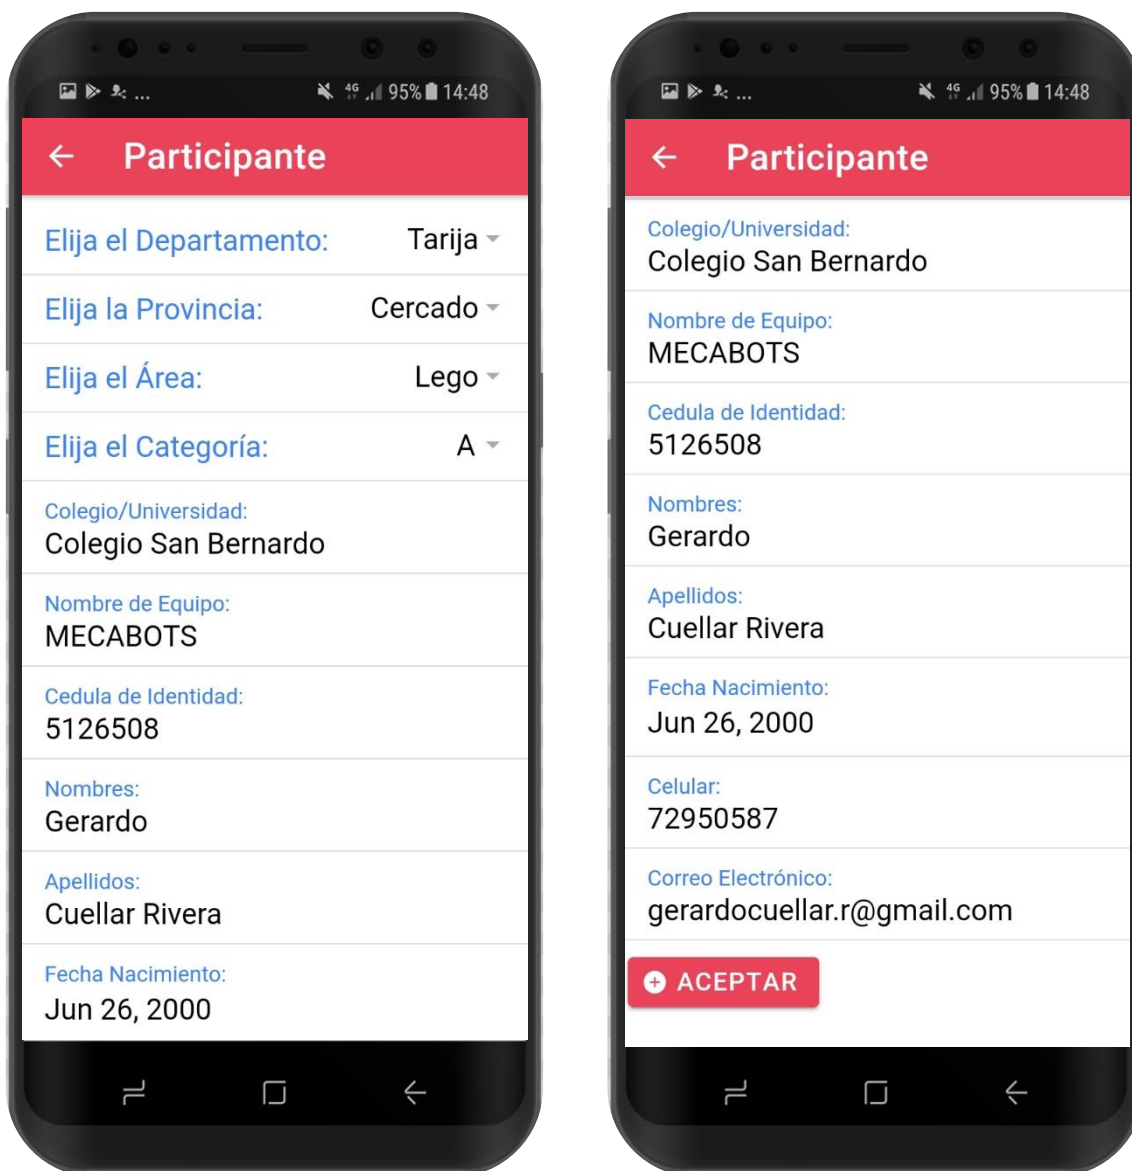 ... 4G 95% 14:48
Participante
Elija el Departamento: Tarija
Elija la Provincia: Cercado
Elija el Área: Lego
Elija el Categoría: A
Colegio/Universidad:
Colegio San Bernardo
Nombre de Equipo:
MECABOTS
Cedula de Identidad:
5126508
Nombres:
Gerardo
Apellidos:
Cuellar Rivera
Fecha Nacimiento:
Jun 26, 2000
... 4G 95% 14:48
Participante
Colegio/Universidad:
Colegio San Bernardo
Nombre de Equipo:
MECABOTS
Cedula de Identidad:
5126508
Nombres:
Gerardo
Apellidos:
Cuellar Rivera
Fecha Nacimiento:
Jun 26, 2000
Celular:
72950587
Correo Electrónico:
gerardocuellar.r@gmail.com
ACEPTAR